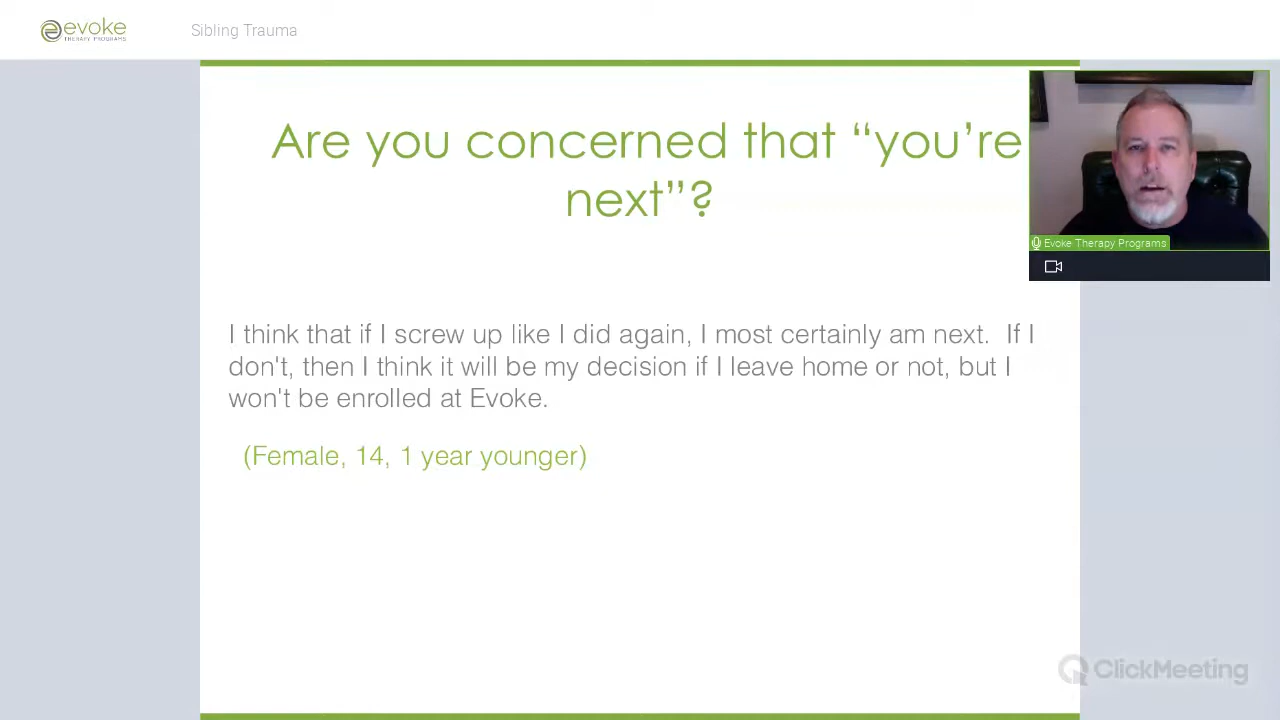 evoke
THERAPY PROGRAMS
Sibling Trauma
Are you concerned that “you’re
next”?
Evoke Therapy Programs
I think that if I screw up like I did again, I most certainly am next.  If I
don't, then I think it will be my decision if I leave home or not, but I
won't be enrolled at Evoke.
(Female, 14, 1 year younger)
ClickMeeting